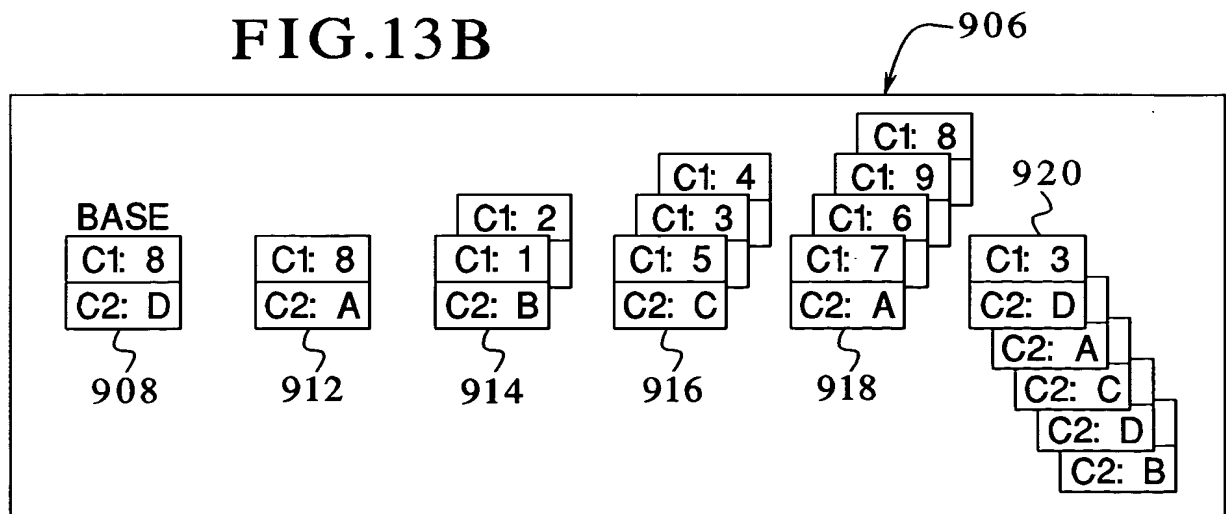 FIG.13B
906
C1: 8
C1: 4
C1: 9
920
BASE
C1: 2
C1: 3
C1: 6
C1: 8
C1: 8
C1: 1
C1: 5
C1: 7
C1: 3
C2: D
C2: A
C2: B
C2: C
C2: A
C2: D
908
912
914
916
918
C2: A
C2: C
C2: D
C2: B